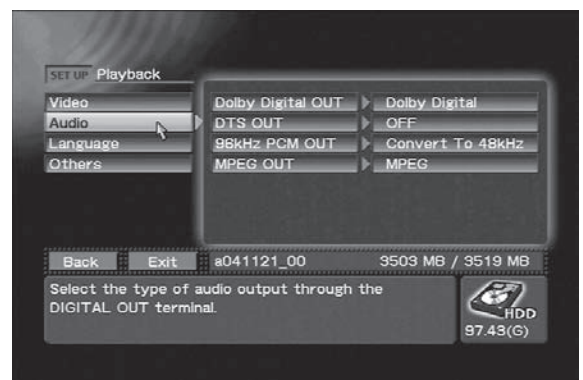 SET UP Playback
Video
Audio
Language
Others
Dolby Digital OUT Dolby Digital
DTS OUT OFF
96kHz PCM OUT Convert To 48kHz
MPEG OUT MPEG
Back Exit a041121_00 9503 MB / 9519 MB
Select the type of audio output through the
DIGITAL OUT terminal.
HDD
97.43(G)